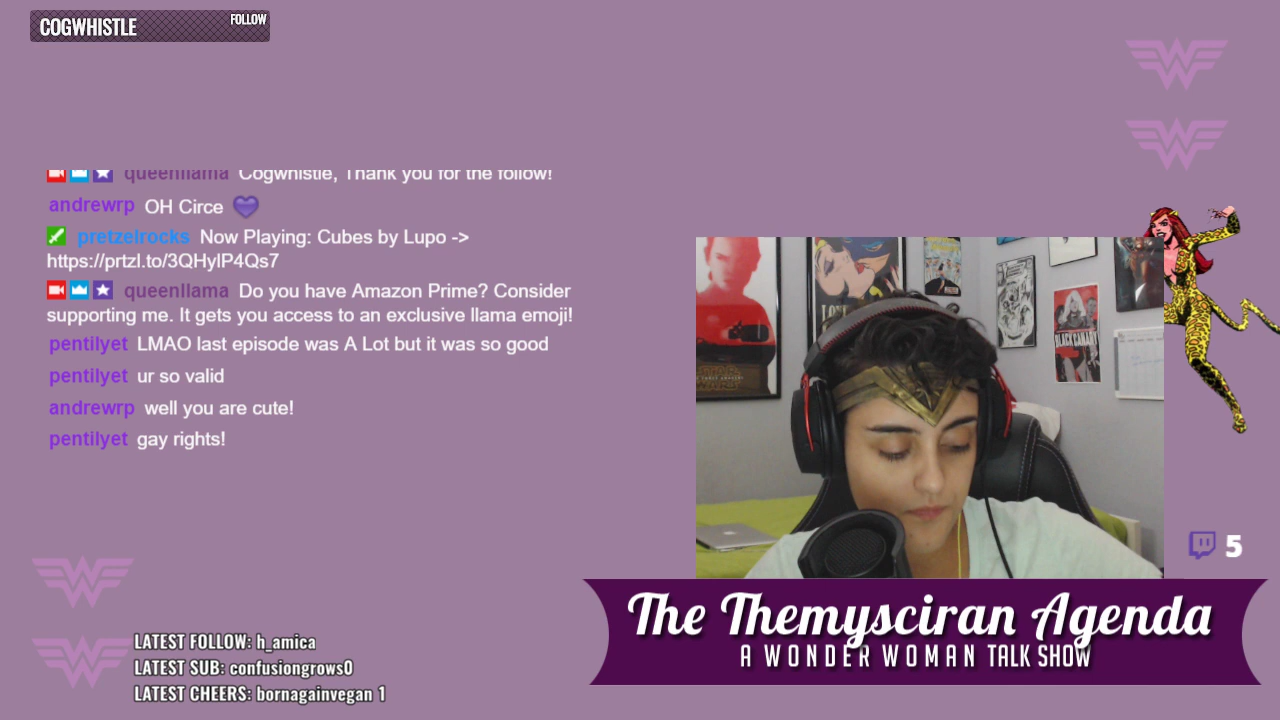 COGWHISTLE
FOLLOW
queenllama Cogwhistle, Thank you for the follow!
andrewrp OH Circe
pretzelrocks Now Playing: Cubes by Lupo ->
https://prtzl.to/3QHylP4Qs7
queenllama Do you have Amazon Prime? Consider
supporting me. It gets you access to an exclusive llama emoji!
pentilyet LMAO last episode was A Lot but it was so good
pentilyet ur so valid
andrewrp well you are cute!
pentilyet gay rights!
BLACK CANARY
5
The Themysciran Agenda
A WONDER WOMAN TALK SHOW
LATEST FOLLOW: h_amica
LATEST SUB: confusiongrows0
LATEST CHEERS: bornagainvegan 1